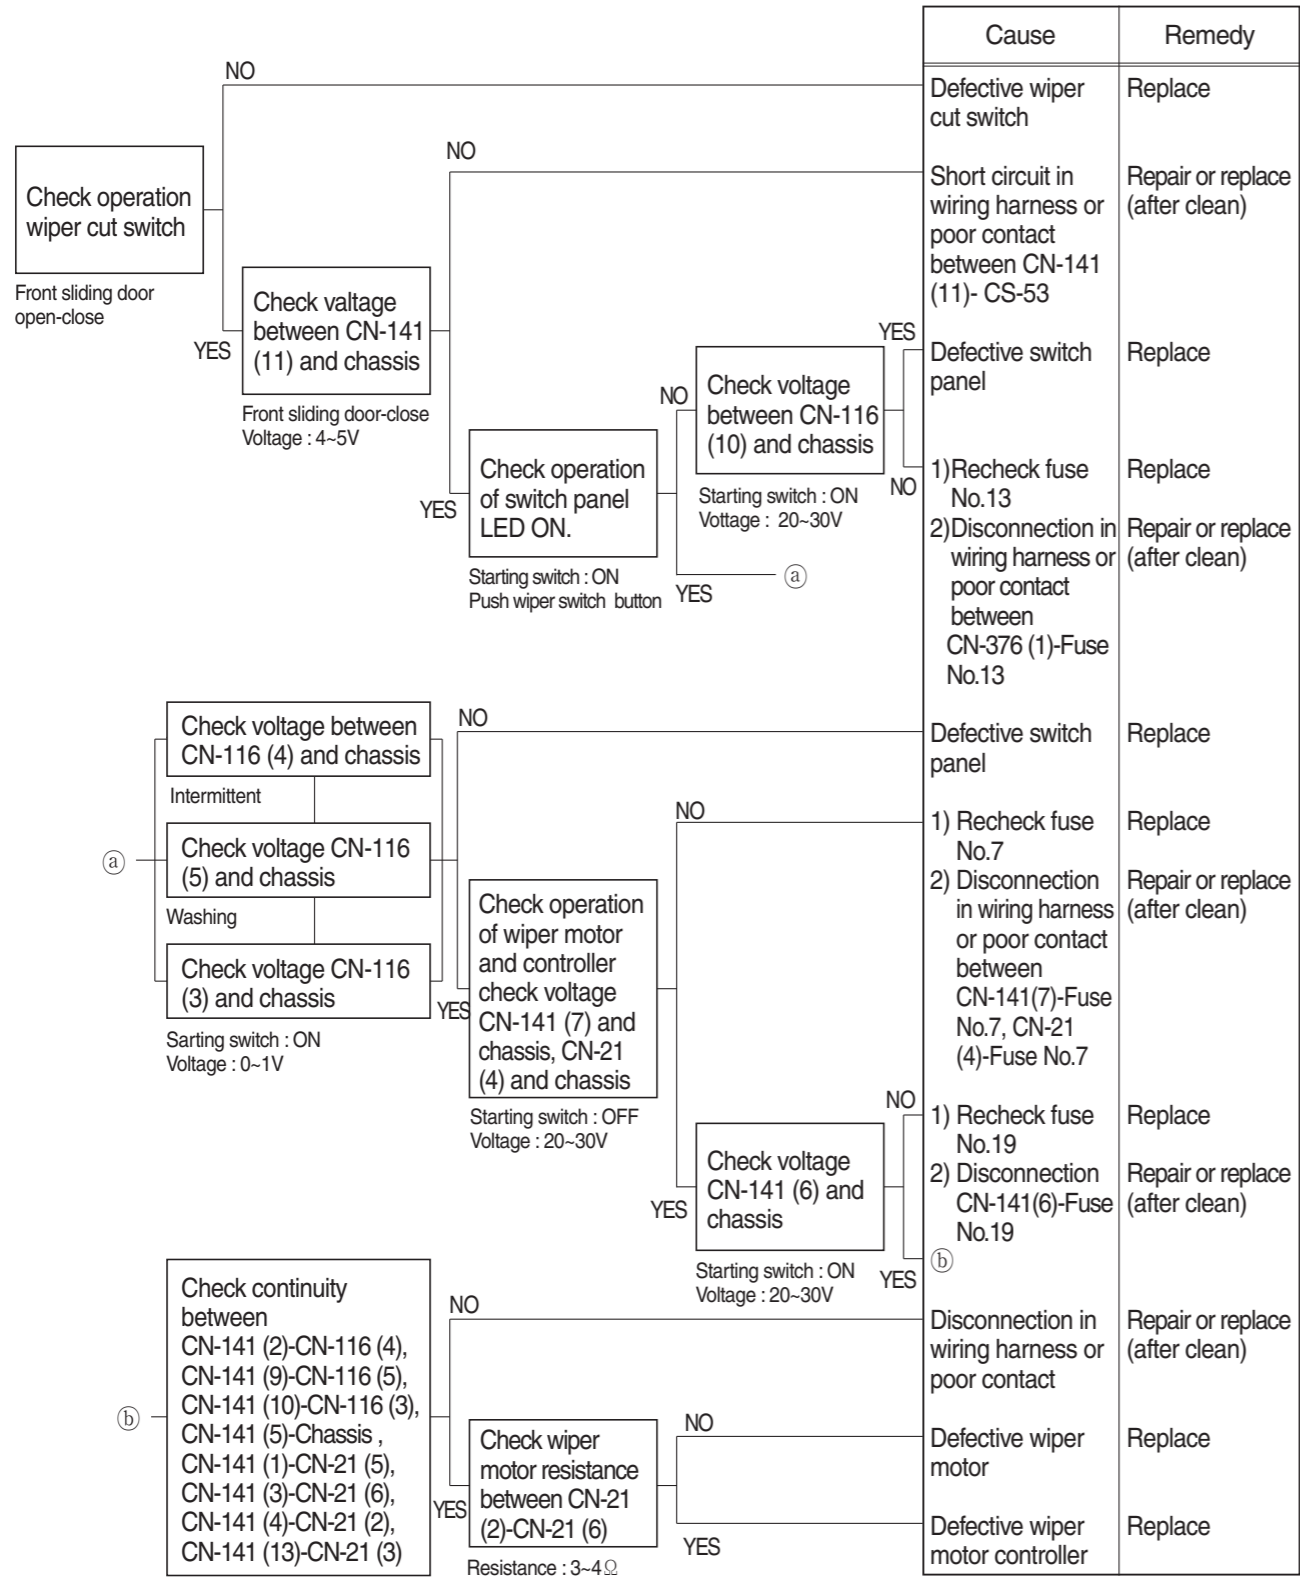 Cause
Remedy
NO
Defective wiper
cut switch
Replace
Check operation
wiper cut switch
Front sliding door
open-close
NO
Short circuit in
wiring harness or
poor contact
between CN-141
(11)- CS-53
Repair or replace
(after clean)
YES
Check valtage
between CN-141
(11) and chassis
Front sliding door-close
Voltage : 4~5V
YES
Check operation
of switch panel
LED ON.
Starting switch : ON
Push wiper switch button
NO
Check voltage
between CN-116
(10) and chassis
Starting switch : ON
Vottage : 20~30V
YES
Defective switch
panel
Replace
NO
1)Recheck fuse
No.13
Replace
2)Disconnection in
wiring harness or
poor contact
between
CN-376 (1)-Fuse
No.13
Repair or replace
(after clean)
YES
ⓐ
ⓐ
Check voltage between
CN-116 (4) and chassis
Intermittent
Check voltage CN-116
(5) and chassis
Washing
Check voltage CN-116
(3) and chassis
Sarting switch : ON
Voltage : 0~1V
NO
Defective switch
panel
Replace
YES
Check operation
of wiper motor
and controller
check voltage
CN-141 (7) and
chassis, CN-21
(4) and chassis
Starting switch : OFF
Voltage : 20~30V
NO
1) Recheck fuse
No.7
Replace
2) Disconnection
in wiring harness
or poor contact
between
CN-141(7)-Fuse
No.7, CN-21
(4)-Fuse No.7
Repair or replace
(after clean)
YES
Check voltage
CN-141 (6) and
chassis
Starting switch : ON
Voltage : 20~30V
NO
1) Recheck fuse
No.19
Replace
2) Disconnection
CN-141(6)-Fuse
No.19
Repair or replace
(after clean)
YES
ⓑ
ⓑ
Check continuity
between
CN-141 (2)-CN-116 (4),
CN-141 (9)-CN-116 (5),
CN-141 (10)-CN-116 (3),
CN-141 (5)-Chassis ,
CN-141 (1)-CN-21 (5),
CN-141 (3)-CN-21 (6),
CN-141 (4)-CN-21 (2),
CN-141 (13)-CN-21 (3)
NO
Disconnection in
wiring harness or
poor contact
Repair or replace
(after clean)
YES
Check wiper
motor resistance
between CN-21
(2)-CN-21 (6)
Resistance : 3~4Ω
NO
Defective wiper
motor
Replace
YES
Defective wiper
motor controller
Replace